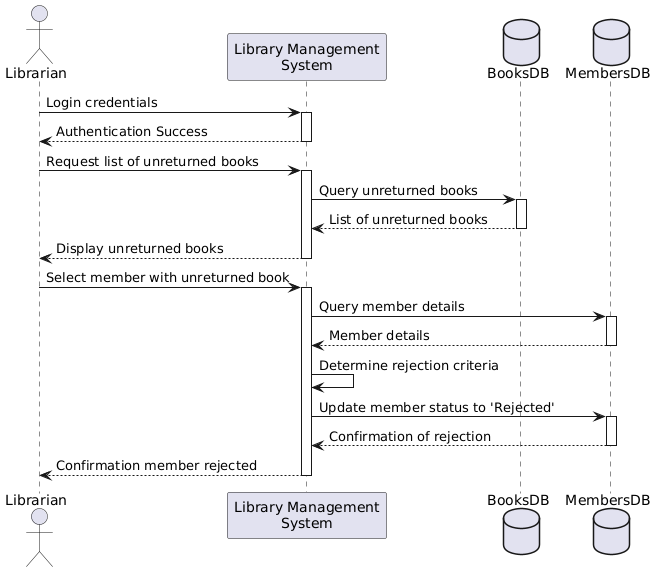 Librarian
Library Management
System
BooksDB
MembersDB
Login credentials
Authentication Success
Request list of unreturned books
Query unreturned books
List of unreturned books
Display unreturned books
Select member with unreturned book
Query member details
Member details
Determine rejection criteria
Update member status to 'Rejected'
Confirmation of rejection
Confirmation member rejected
Librarian
Library Management
System
BooksDB
MembersDB